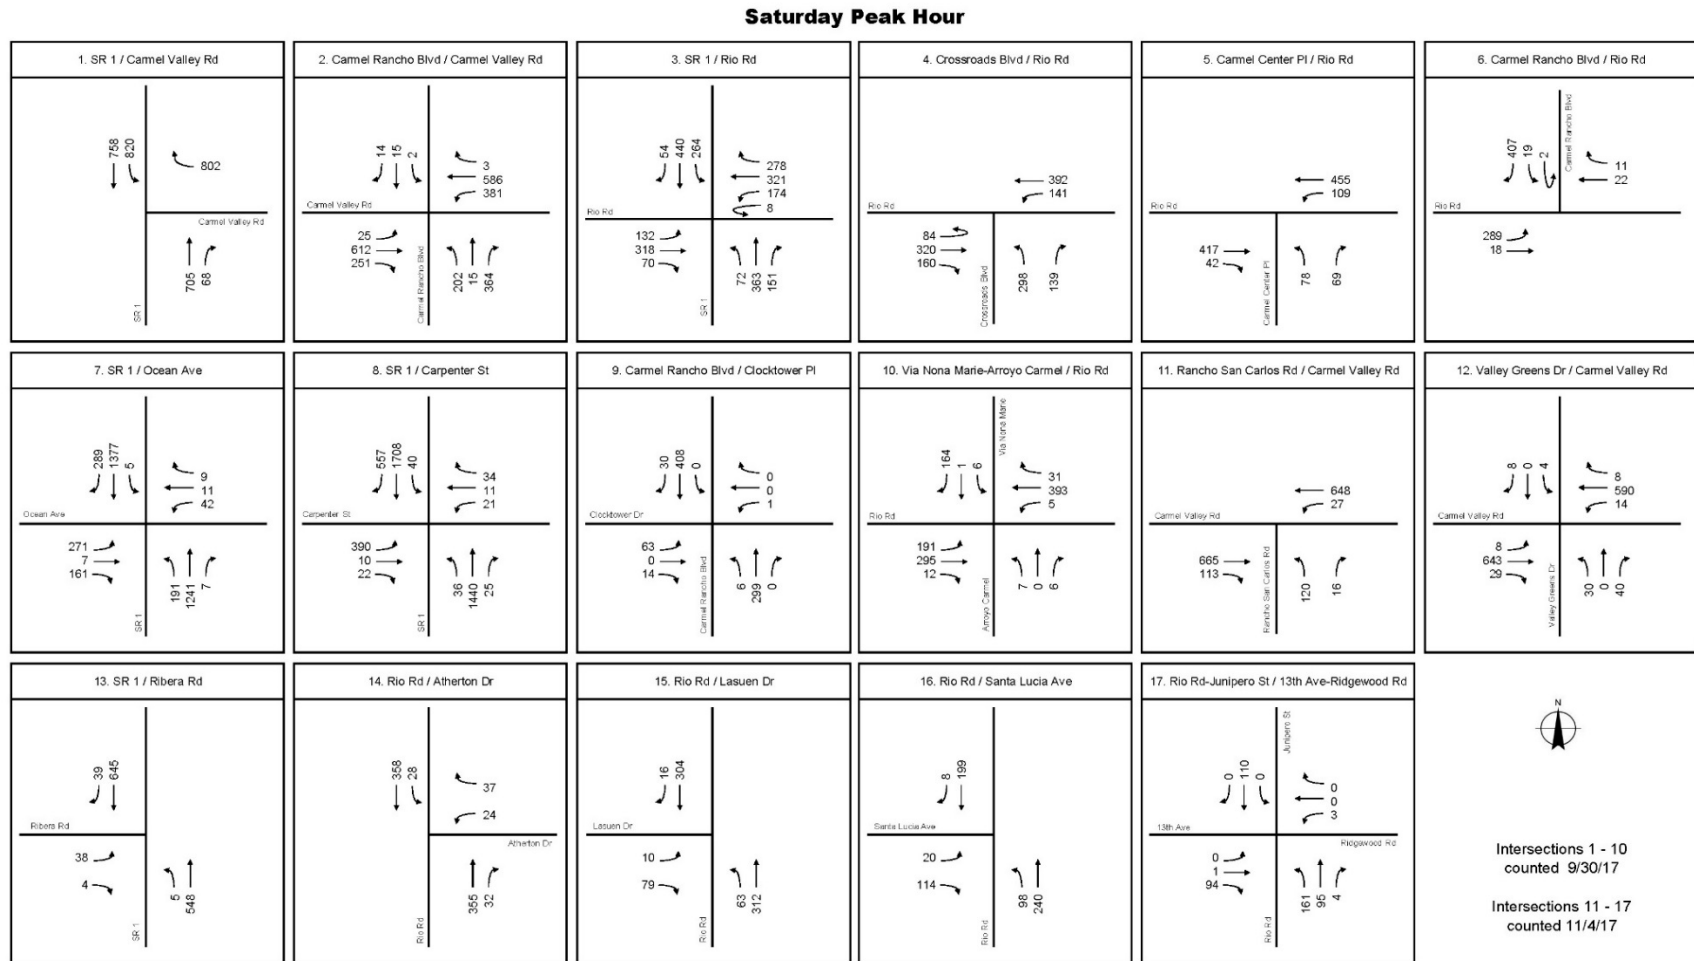 Saturday Peak Hour
1. SR 1 / Carmel Valley Rd
758
820
802
Carmel Valley Rd
705
68
SR 1
2. Carmel Rancho Blvd / Carmel Valley Rd
14
15
2
3
586
381
Carmel Valley Rd
25
612
251
202
15
364
Carmel Rancho Blvd
3. SR 1 / Rio Rd
54
440
264
278
321
174
8
Rio Rd
132
318
70
72
363
151
SR 1
4. Crossroads Blvd / Rio Rd
392
141
Rio Rd
84
320
160
298
139
Crossroads Blvd
5. Carmel Center Pl / Rio Rd
455
109
Rio Rd
417
42
78
69
Carmel Center Pl
6. Carmel Rancho Blvd / Rio Rd
Carmel Rancho Blvd
407
19
2
11
22
Rio Rd
289
18
7. SR 1 / Ocean Ave
289
1377
5
9
11
42
Ocean Ave
271
7
161
191
1241
7
SR 1
8. SR 1 / Carpenter St
557
1708
40
34
11
21
Carpenter St
390
10
22
36
1440
25
SR 1
9. Carmel Rancho Blvd / Clocktower Pl
30
408
0
0
0
1
Clocktower Dr
63
0
14
6
299
0
Carmel Rancho Blvd
10. Via Nona Marie-Arroyo Carmel / Rio Rd
Via Nona Marie
164
1
6
31
393
5
Rio Rd
191
295
12
7
0
6
Arroyo Carmel
11. Rancho San Carlos Rd / Carmel Valley Rd
648
27
Carmel Valley Rd
665
113
120
16
Rancho San Carlos Rd
12. Valley Greens Dr / Carmel Valley Rd
8
0
4
8
590
14
Carmel Valley Rd
8
643
29
30
0
40
Valley Greens Dr
13. SR 1 / Ribera Rd
39
645
Ribera Rd
38
4
5
548
SR 1
14. Rio Rd / Atherton Dr
358
28
37
24
Atherton Dr
355
32
Rio Rd
15. Rio Rd / Lasuen Dr
16
304
Lasuen Dr
10
79
63
312
Rio Rd
16. Rio Rd / Santa Lucia Ave
8
199
Santa Lucia Ave
20
114
98
240
Rio Rd
17. Rio Rd-Junipero St / 13th Ave-Ridgewood Rd
Junipero St
0
110
0
0
0
3
13th Ave
Ridgewood Rd
0
1
94
161
95
4
Rio Rd
N
Intersections 1 - 10
counted 9/30/17
Intersections 11 - 17
counted 11/4/17